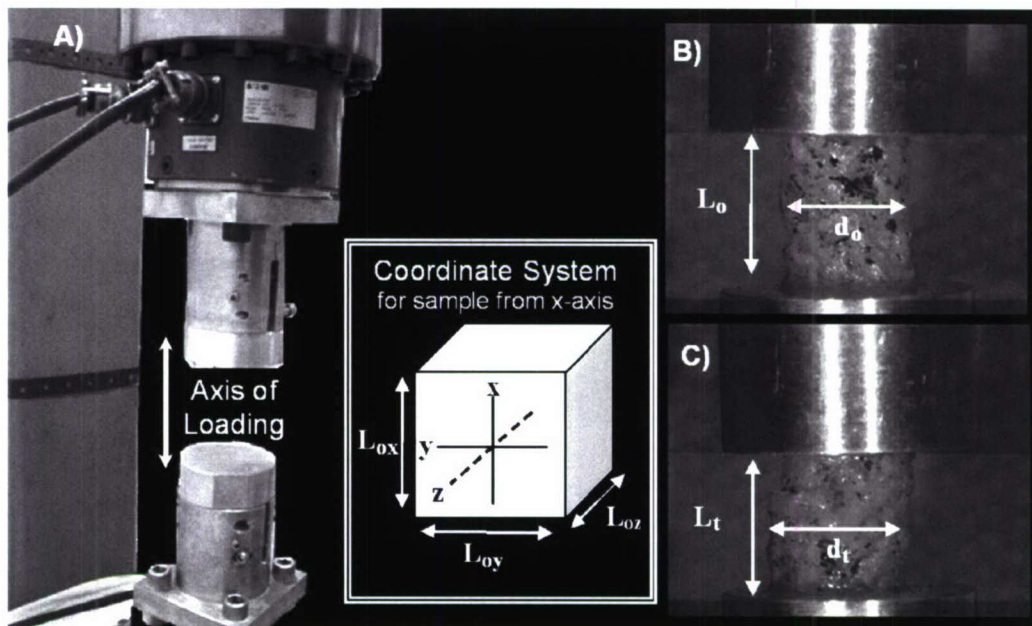 A)
Axis of
Loading
Coordinate System
for sample from x-axis
x
y
z
Lox
Loy
Loz
B)
Lo
do
C)
Lt
dt